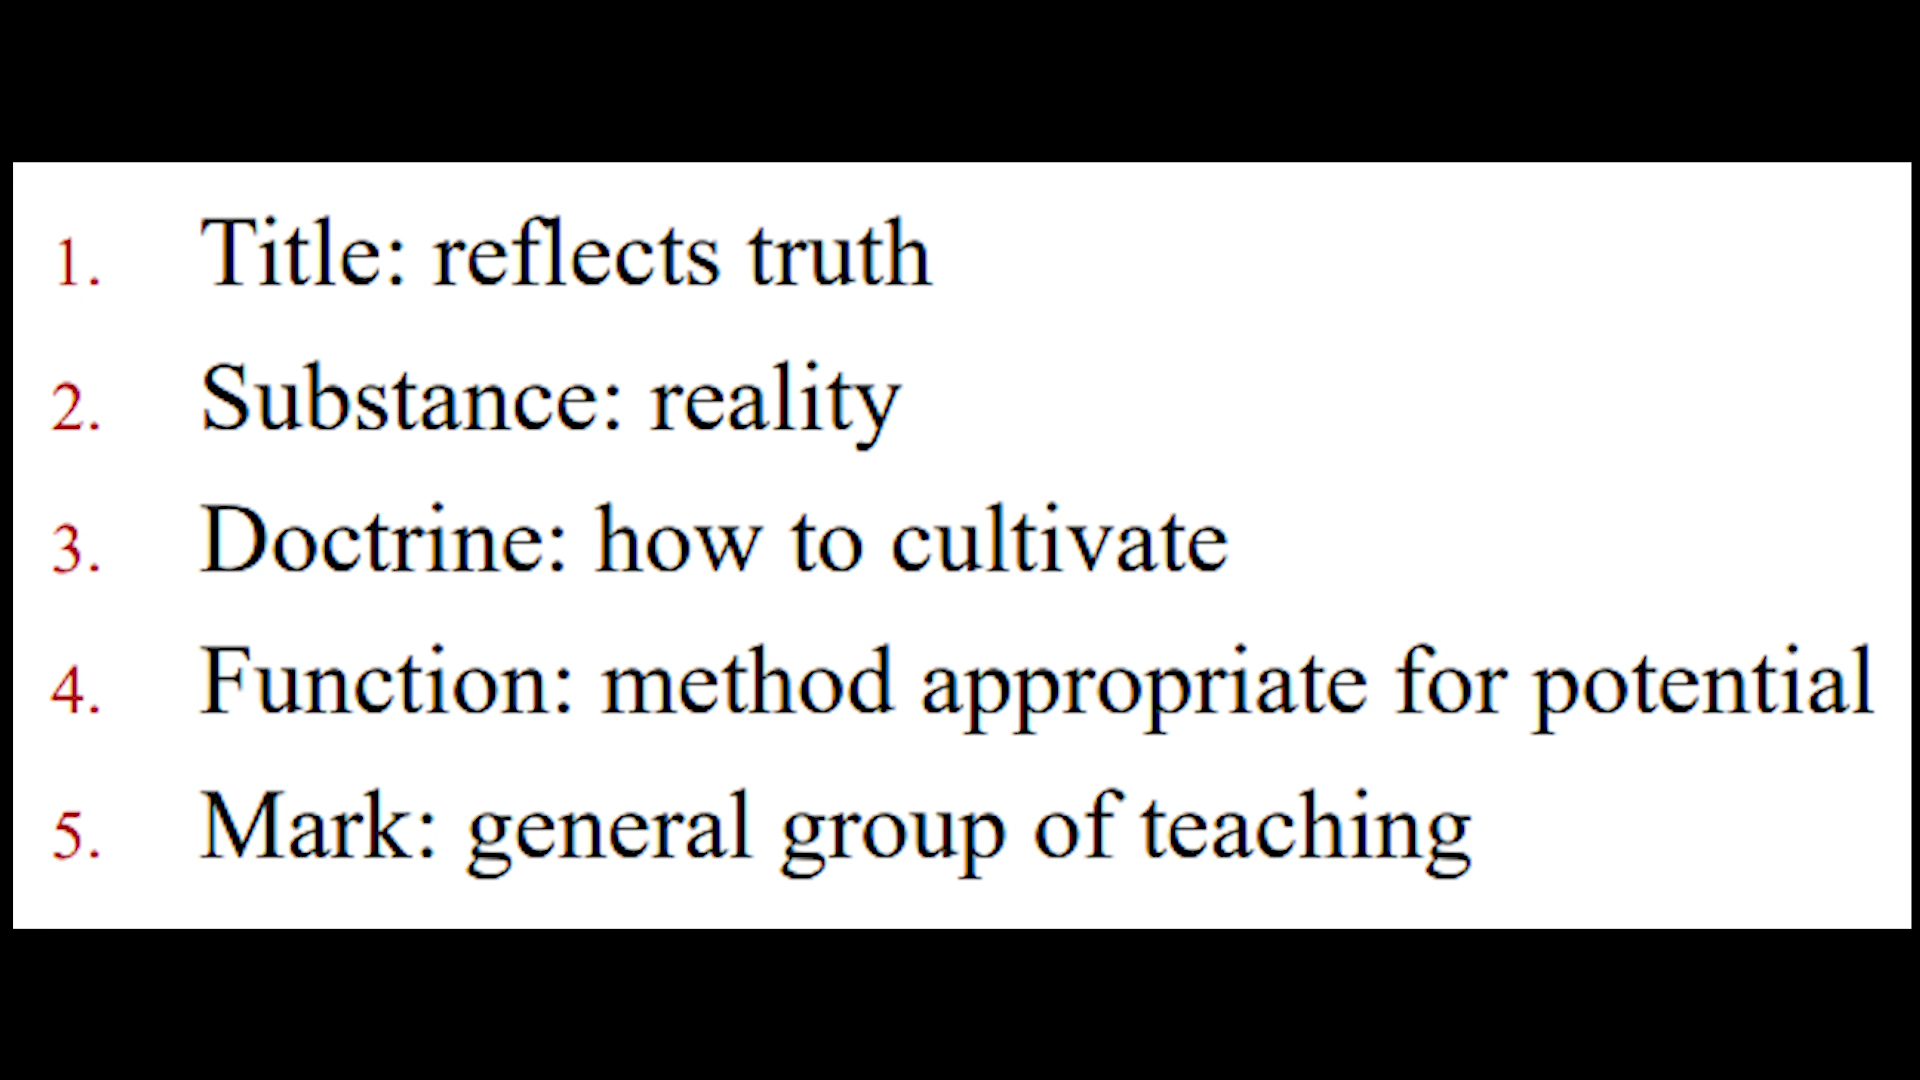 1. Title: reflects truth
2. Substance: reality
3. Doctrine: how to cultivate
4. Function: method appropriate for potential
5. Mark: general group of teaching